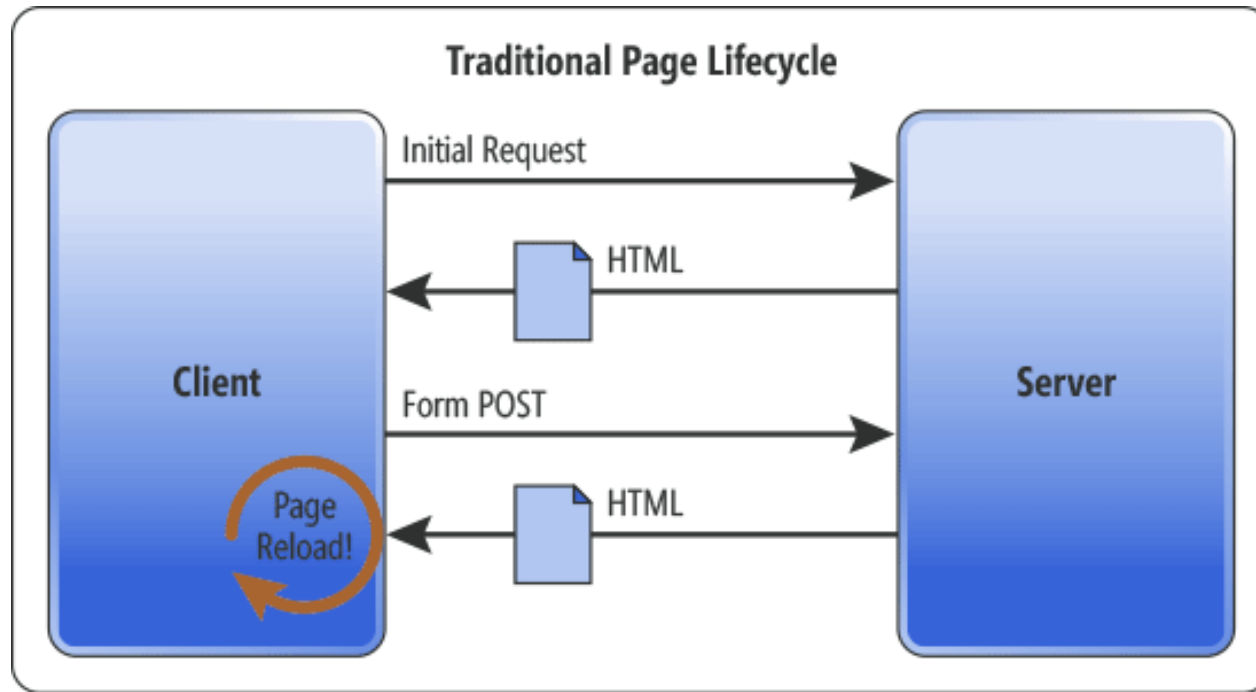 Traditional Page Lifecycle
Initial Request
HTML
Client
Server
Form POST
HTML
Page
Reload!